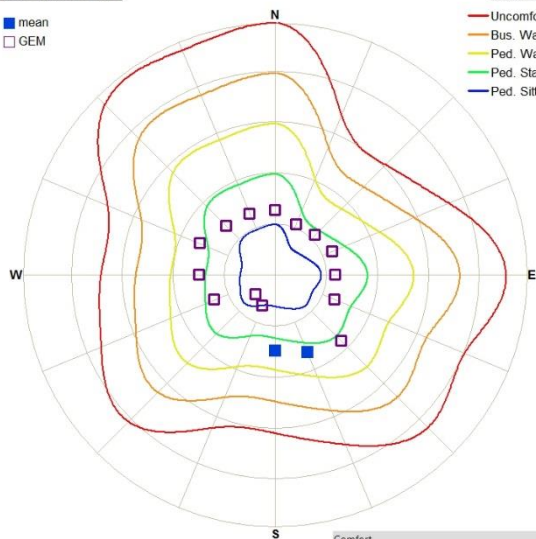 mean
GEM
N
Uncomfo
Bus. Wa
Ped. Wa
Ped. Sta
Ped. Sitt
W
E
S
Comfort